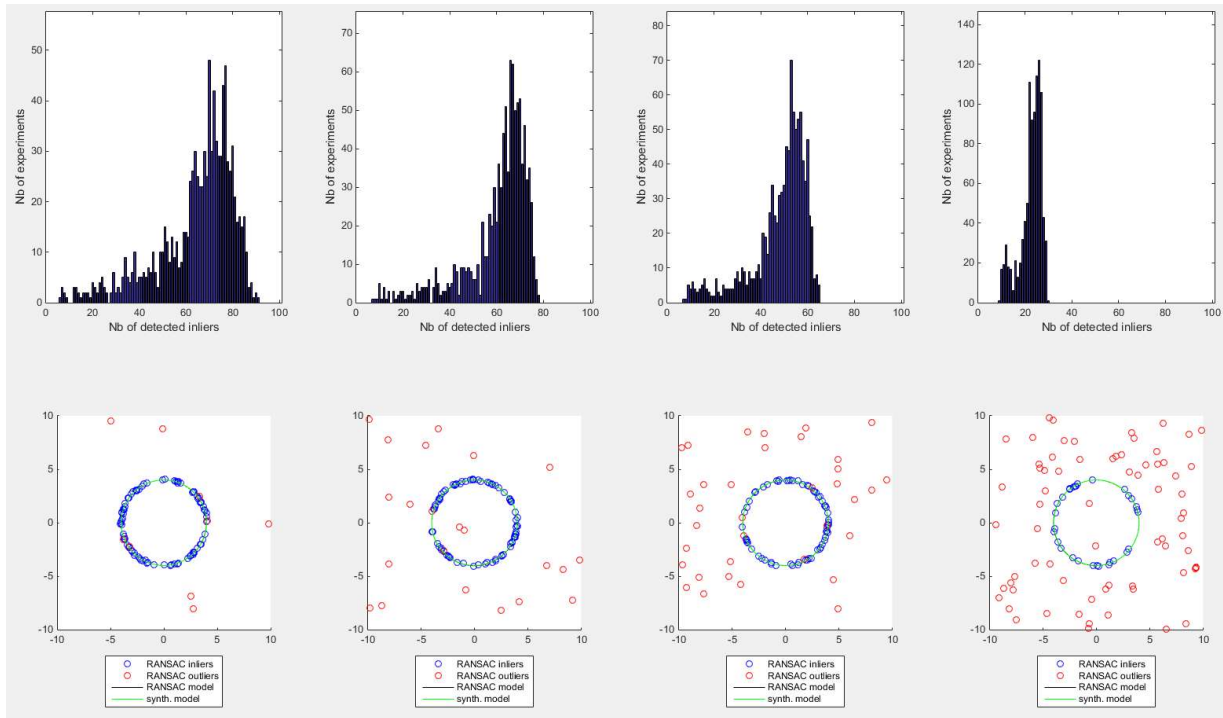 50
40
30
20
10
0
Nb of experiments
0 20 40 60 80 100
Nb of detected inliers
70
60
50
40
30
20
10
0
Nb of experiments
0 20 40 60 80 100
Nb of detected inliers
80
70
60
50
40
30
20
10
0
Nb of experiments
0 20 40 60 80 100
Nb of detected inliers
140
120
100
80
60
40
20
0
Nb of experiments
0 20 40 60 80 100
Nb of detected inliers
10
5
0
-5
-10
-10 -5 0 5 10
RANSAC inliers
RANSAC outliers
RANSAC model
synth. model
10
5
0
-5
-10
-10 -5 0 5 10
RANSAC inliers
RANSAC outliers
RANSAC model
synth. model
10
5
0
-5
-10
-10 -5 0 5 10
RANSAC inliers
RANSAC outliers
RANSAC model
synth. model
10
5
0
-5
-10
-10 -5 0 5 10
RANSAC inliers
RANSAC outliers
RANSAC model
synth. model